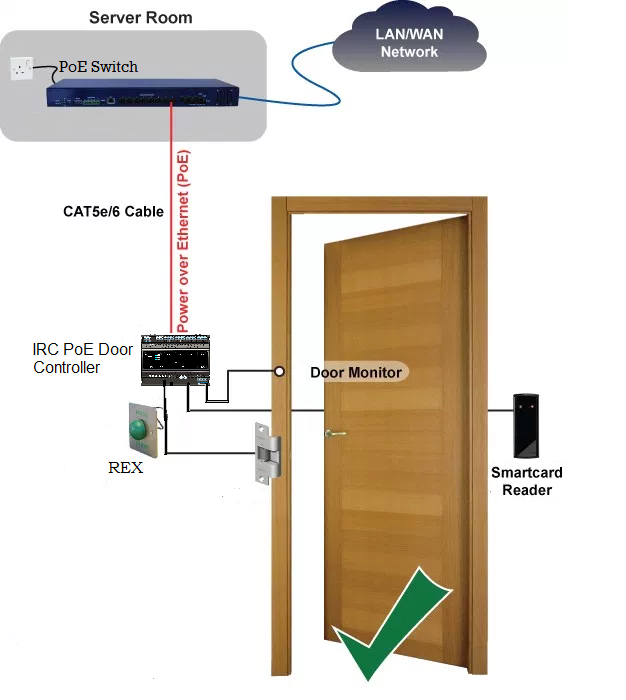 Server Room
PoE Switch
LAN/WAN
Network
Power over Ethernet (PoE)
CAT5e/6 Cable
IRC PoE Door
Controller
Door Monitor
REX
Smartcard
Reader